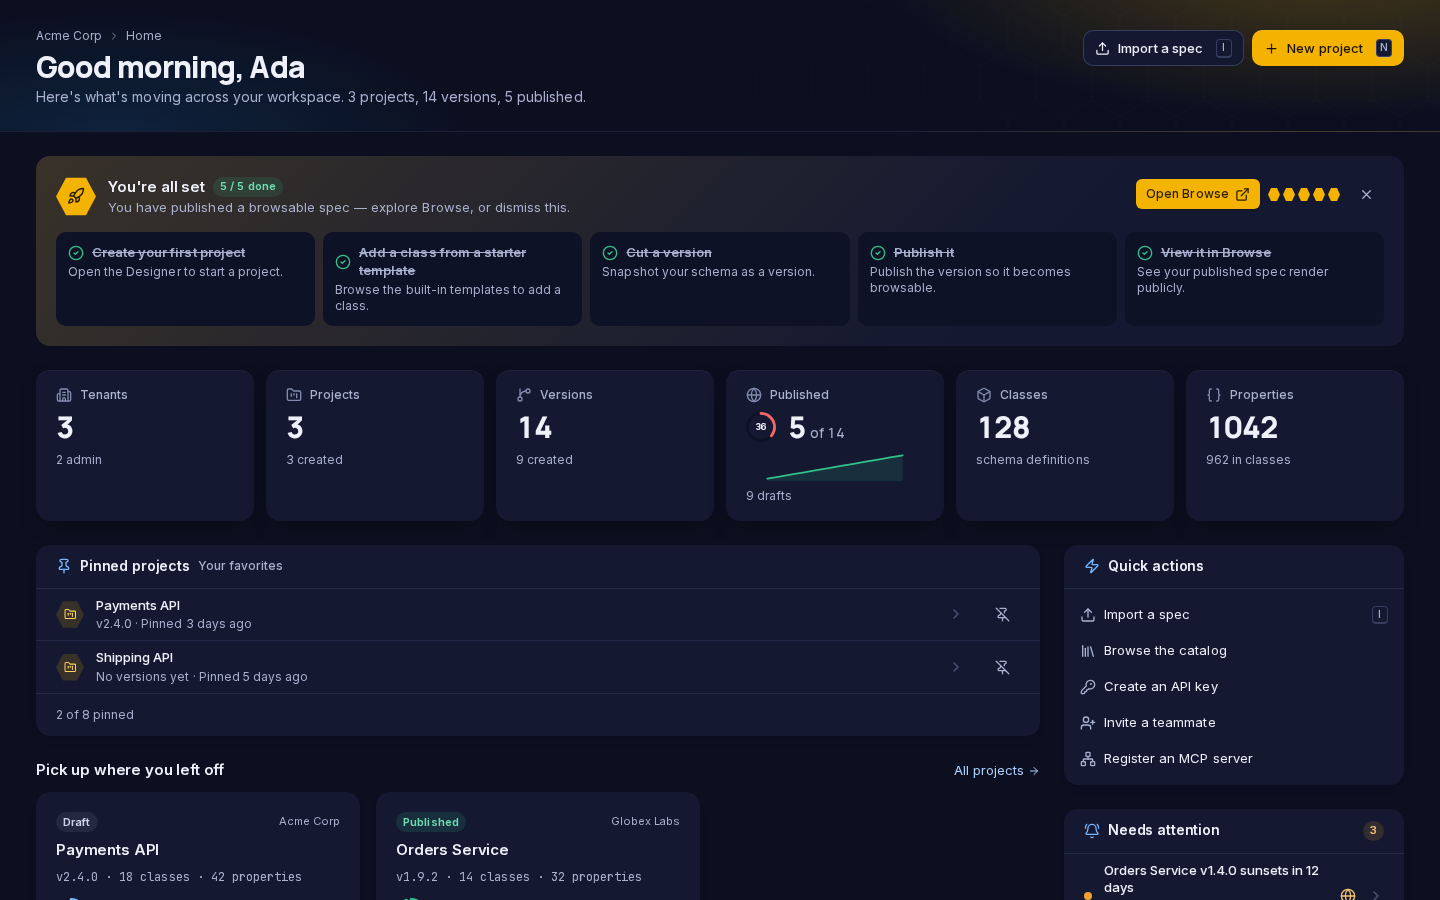 Acme Corp > Home
Good morning, Ada
Here's what's moving across your workspace. 3 projects, 14 versions, 5 published.
Import a spec I
New project N
You're all set 5 / 5 done
You have published a browsable spec — explore Browse, or dismiss this.
Open Browse
Create your first project
Open the Designer to start a project.
Add a class from a starter
template
Browse the built-in templates to add a
class.
Cut a version
Snapshot your schema as a version.
Publish it
Publish the version so it becomes
browsable.
View it in Browse
See your published spec render
publicly.
Tenants
3
2 admin
Projects
3
3 created
Versions
14
9 created
Published
36 5 of 14
9 drafts
Classes
128
schema definitions
Properties
1042
962 in classes
Pinned projects Your favorites
Payments API
v2.4.0 · Pinned 3 days ago
Shipping API
No versions yet · Pinned 5 days ago
2 of 8 pinned
Pick up where you left off
All projects →
Draft Acme Corp
Payments API
v2.4.0 · 18 classes · 42 properties
Published Globex Labs
Orders Service
v1.9.2 · 14 classes · 32 properties
Quick actions
Import a spec I
Browse the catalog
Create an API key
Invite a teammate
Register an MCP server
Needs attention 3
Orders Service v1.4.0 sunsets in 12
days